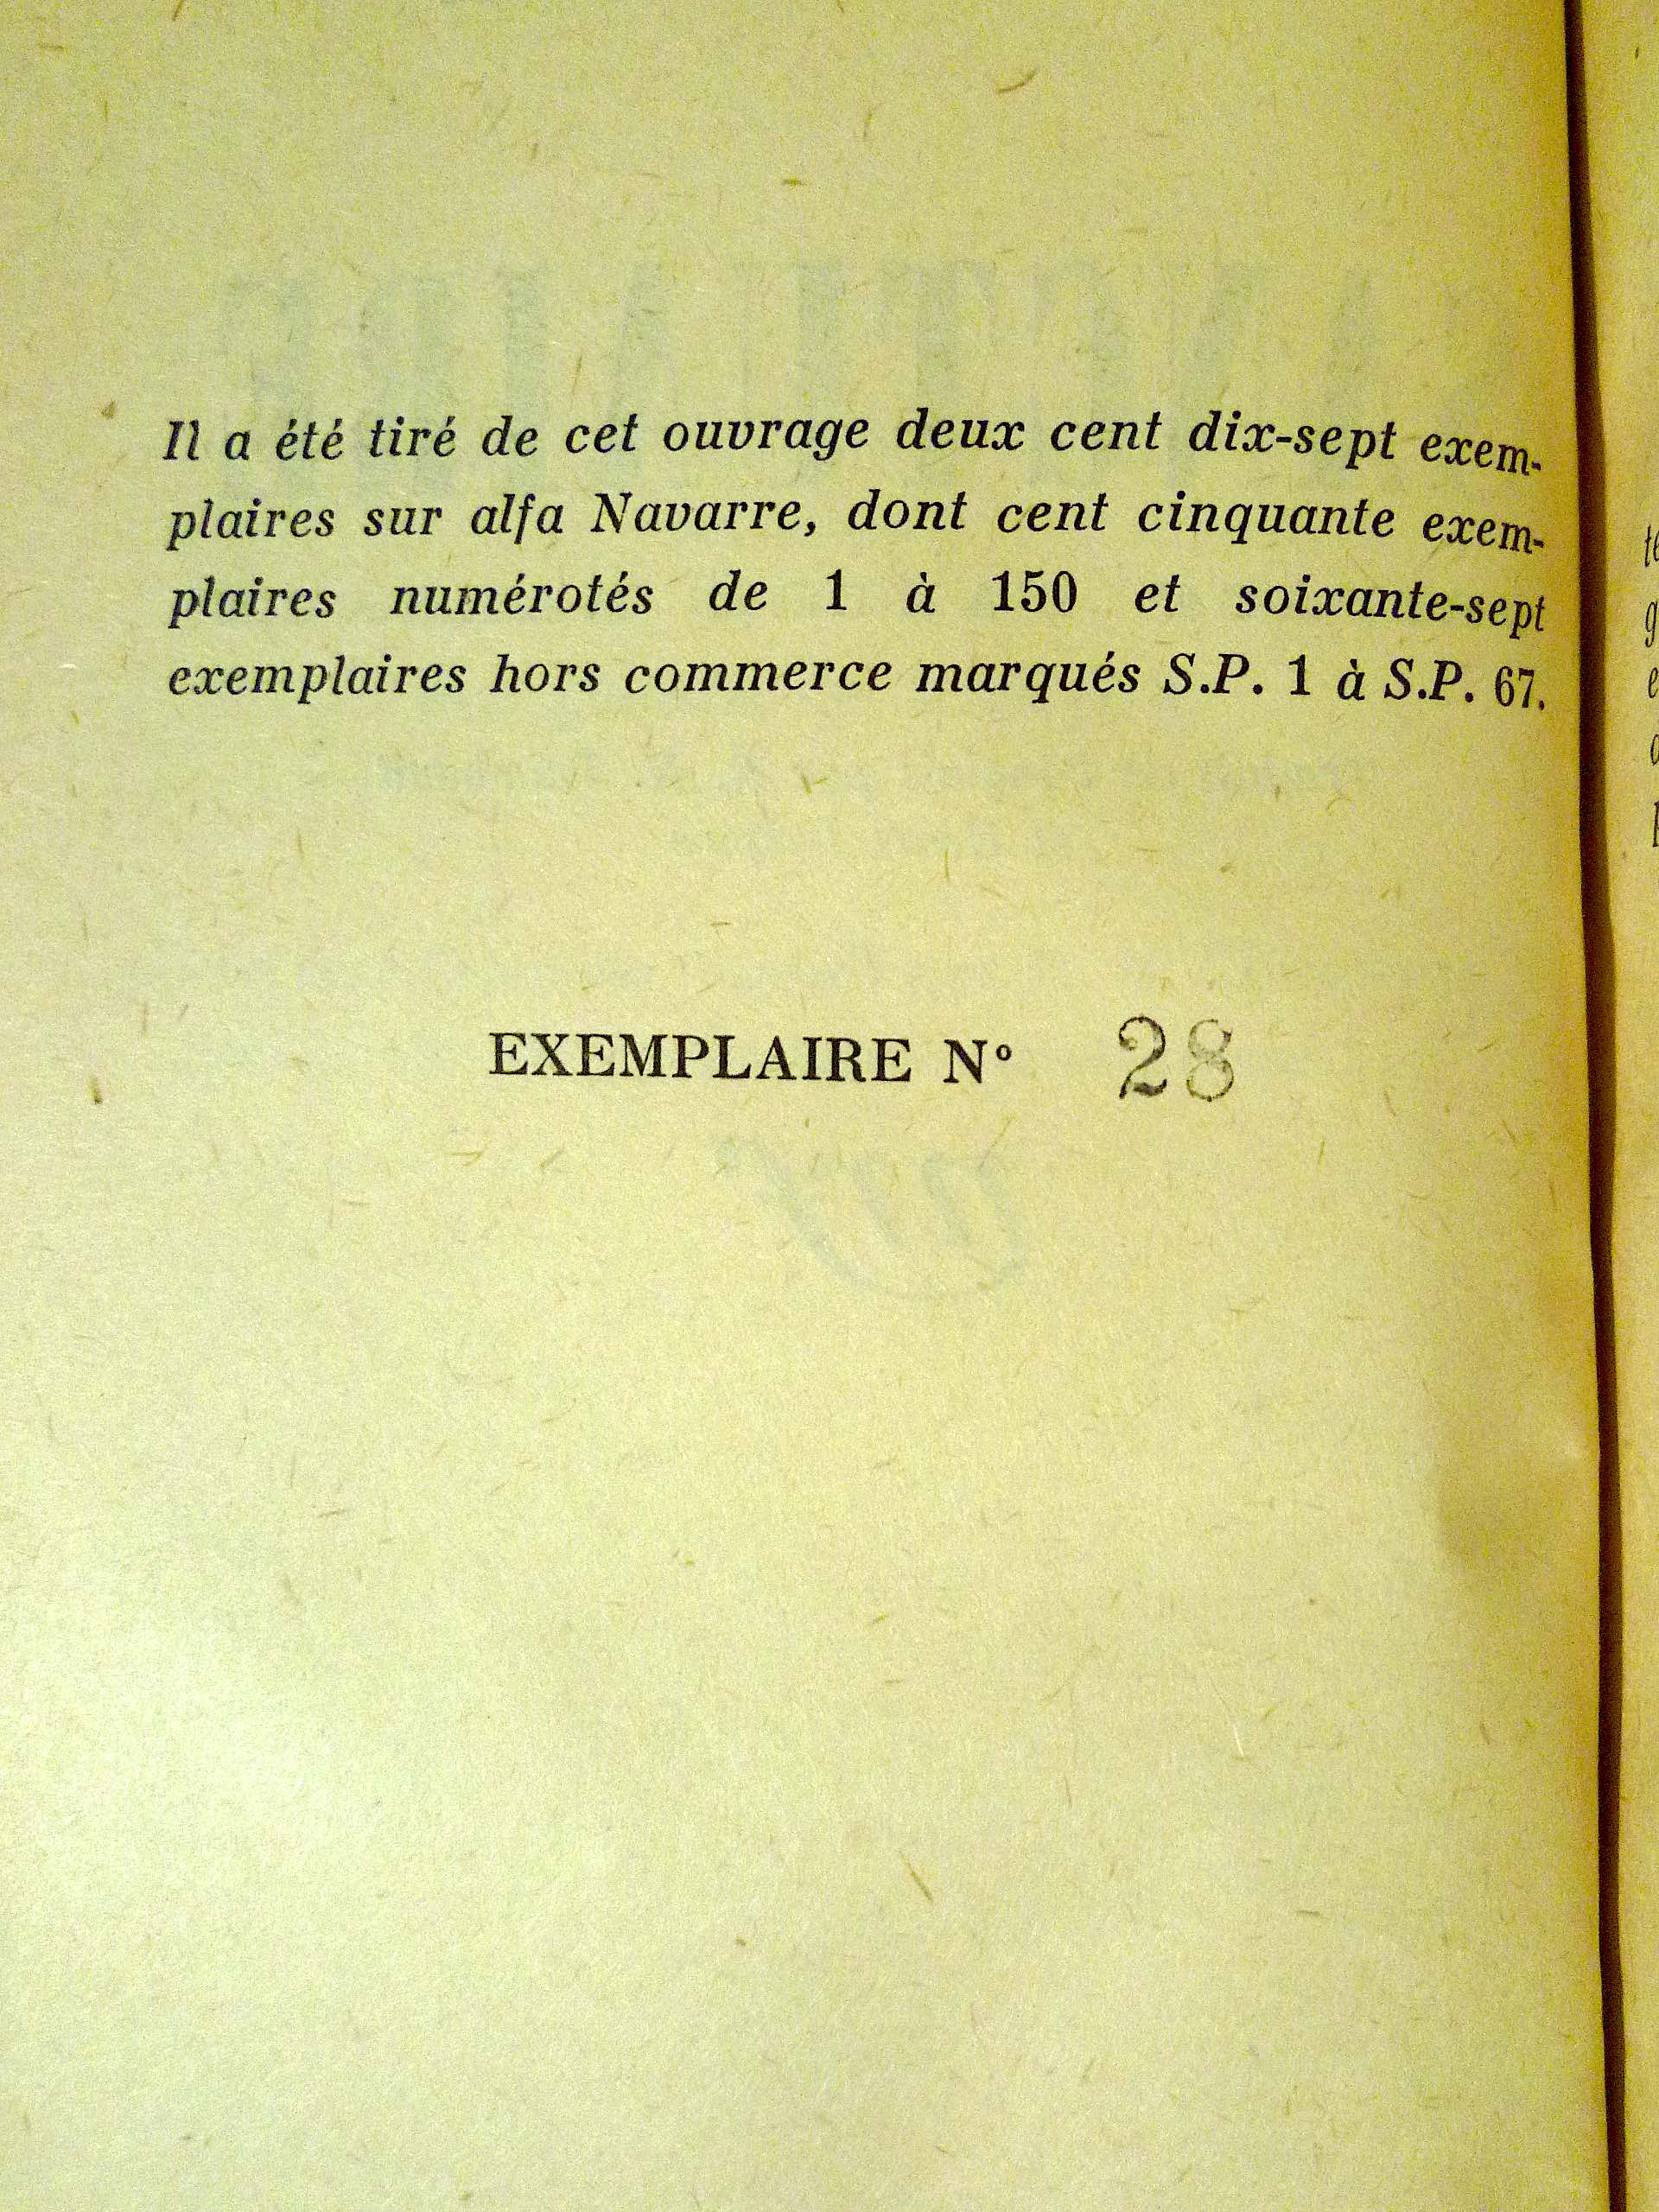 Il a été tiré de cet ouvrage deux cent dix-sept exem-
plaires sur alfa Navarre, dont cent cinquante exem-
plaires numérotés de 1 à 150 et soixante-sept
exemplaires hors commerce marqués S.P. 1 à S.P. 67.
EXEMPLAIRE N° 28